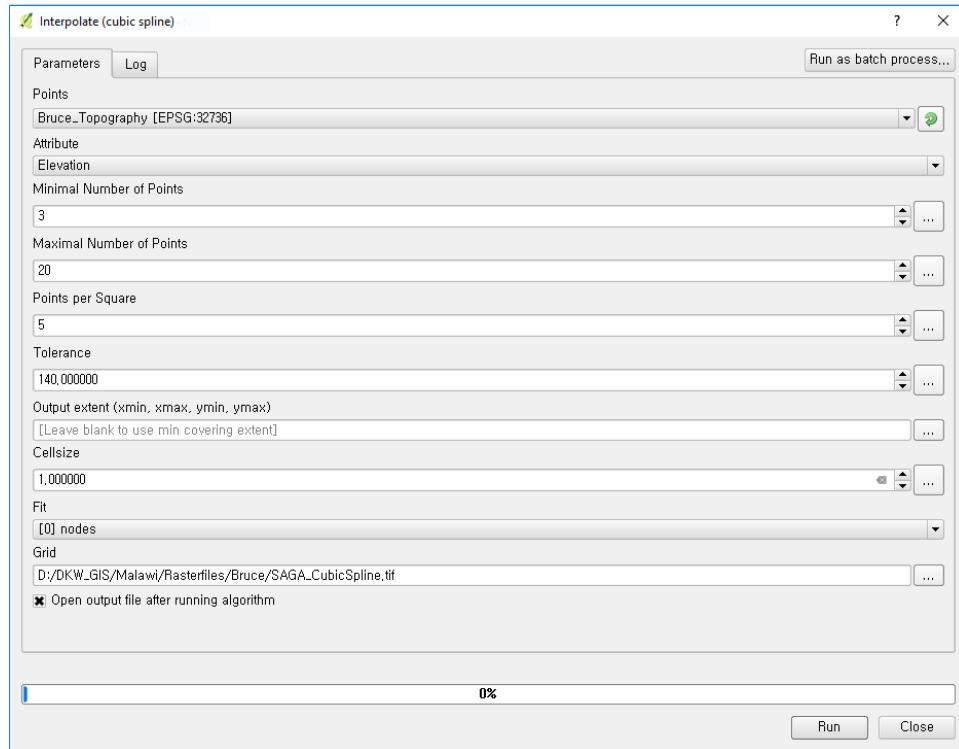 Interpolate (cubic spline)
?
Parameters
Log
Run as batch process...
Points
Bruce_Topography [EPSG:32736]
Attribute
Elevation
Minimal Number of Points
3
...
Maximal Number of Points
20
...
Points per Square
5
...
Tolerance
140,000000
...
Output extent (xmin, xmax, ymin, ymax)
[Leave blank to use min covering extent]
...
Cellsize
1,000000
...
Fit
[0] nodes
Grid
D:/DKW_GIS/Malawi/Rasterfiles/Bruce/SAGA_CubicSpline.tif
...
Open output file after running algorithm
0%
Run
Close